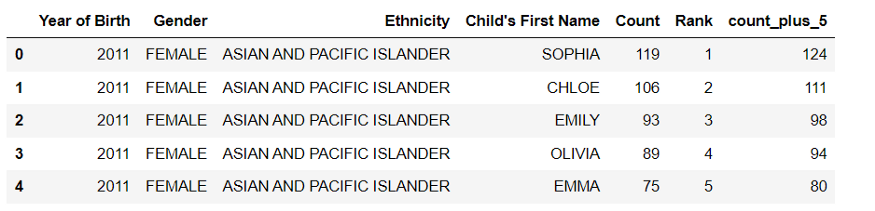 Year of Birth Gender Ethnicity Child's First Name Count Rank count_plus_5
0 2011 FEMALE ASIAN AND PACIFIC ISLANDER SOPHIA 119 1 124
1 2011 FEMALE ASIAN AND PACIFIC ISLANDER CHLOE 106 2 111
2 2011 FEMALE ASIAN AND PACIFIC ISLANDER EMILY 93 3 98
3 2011 FEMALE ASIAN AND PACIFIC ISLANDER OLIVIA 89 4 94
4 2011 FEMALE ASIAN AND PACIFIC ISLANDER EMMA 75 5 80